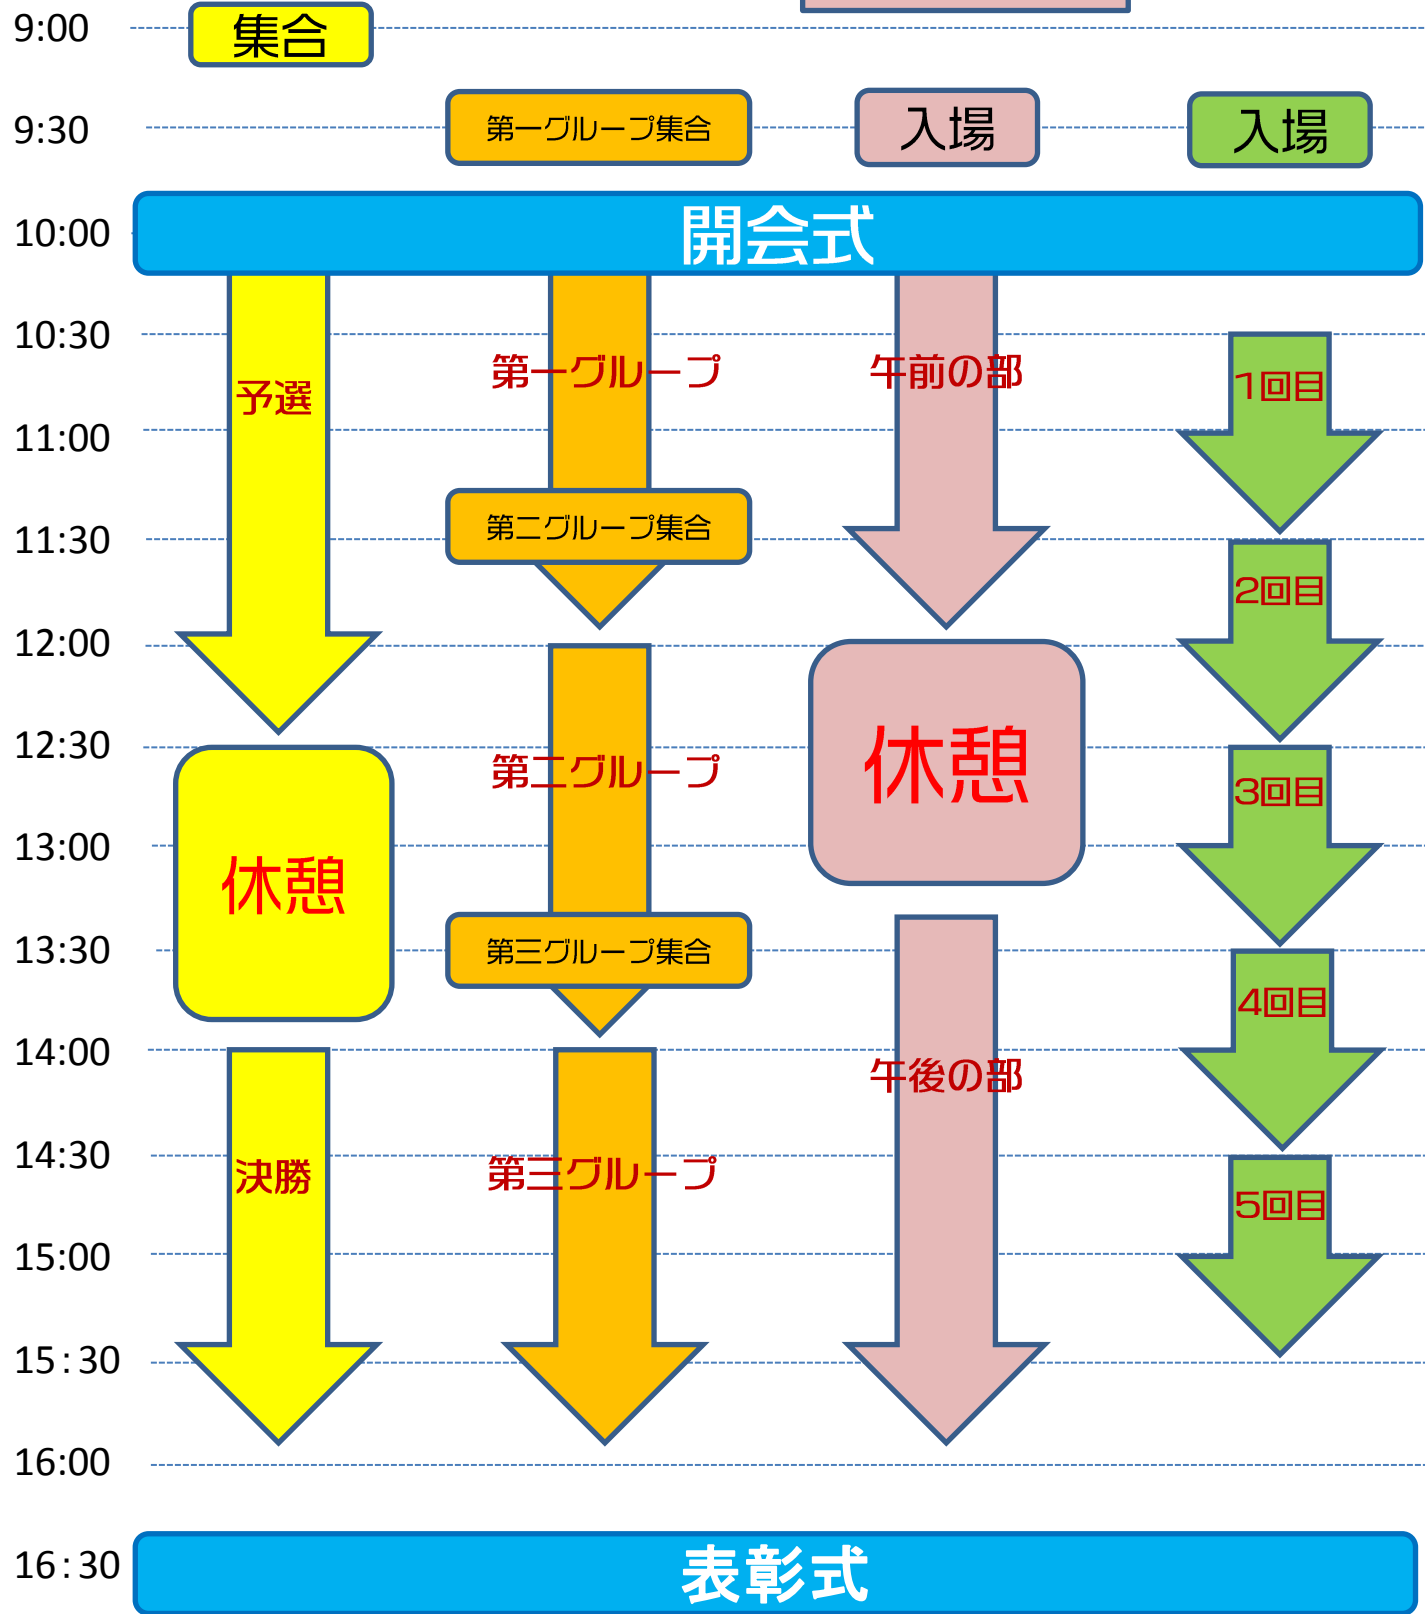 9:00
集合
9:30
第一グループ集合
入場
入場
10:00
開会式
10:30
予選
第一グループ
午前の部
1回目
11:00
11:30
第二グループ集合
2回目
12:00
12:30
休憩
第二グループ
休憩
3回目
13:00
13:30
第三グループ集合
4回目
14:00
午後の部
14:30
決勝
第三グループ
5回目
15:00
15:30
16:00
16:30
表彰式